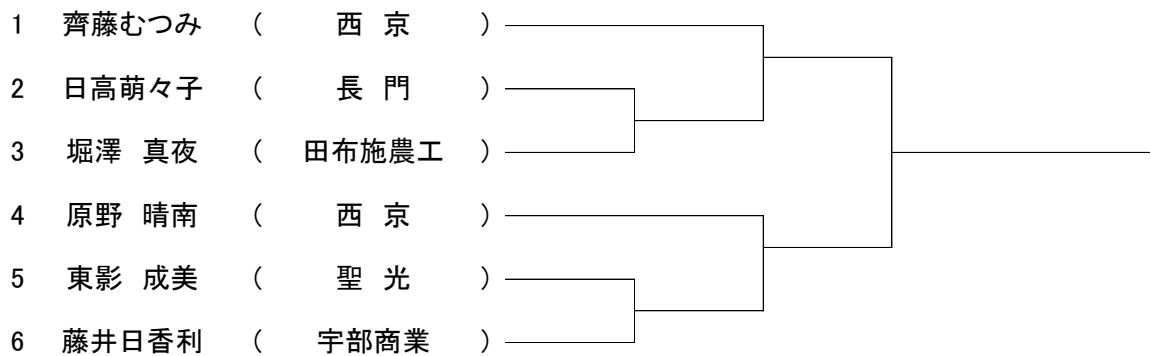 1 齊藤むつみ ( 西 京 )
2 日高萌々子 ( 長 門 )
3 堀澤 真夜 ( 田布施農工 )
4 原野 晴南 ( 西 京 )
5 東影 成美 ( 聖 光 )
6 藤井日香利 ( 宇部商業 )